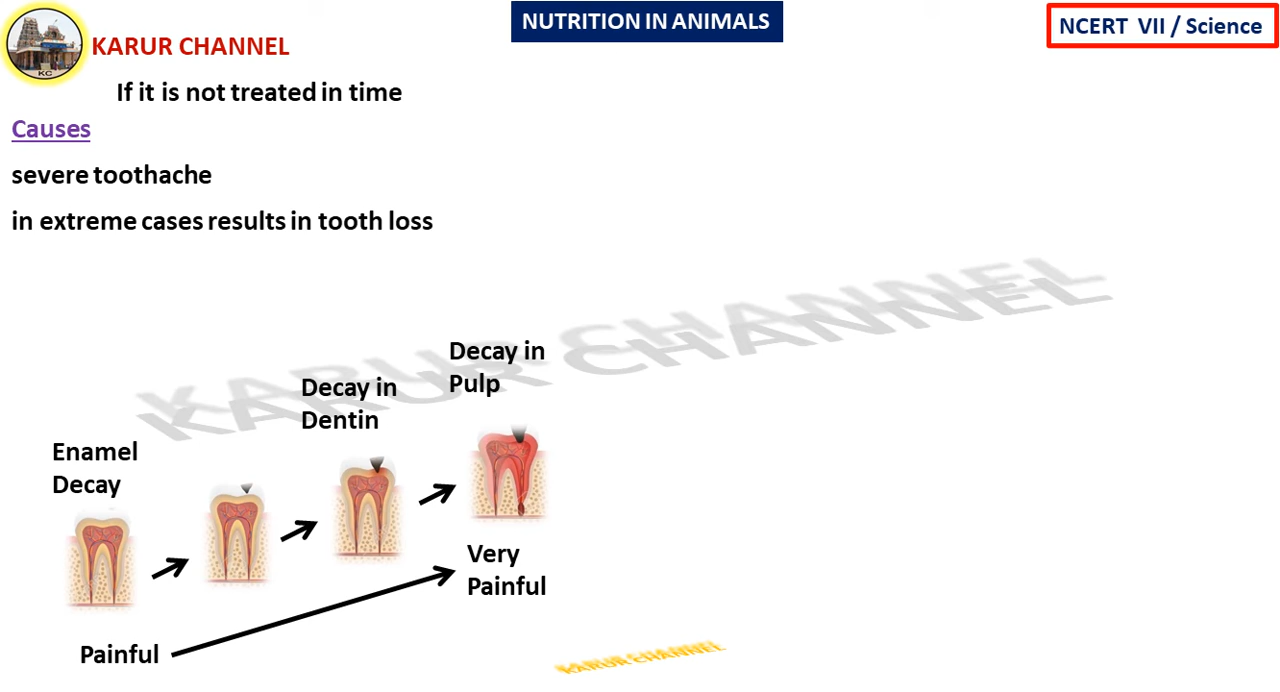 NUTRITION IN ANIMALS
NCERT VII / Science
KARUR CHANNEL
KC
If it is not treated in time
Causes
severe toothache
in extreme cases results in tooth loss
KARUR CHANNEL
Decay in
Pulp
Decay in
Dentin
Enamel
Decay
Very
Painful
Painful
KARUR CHANNEL